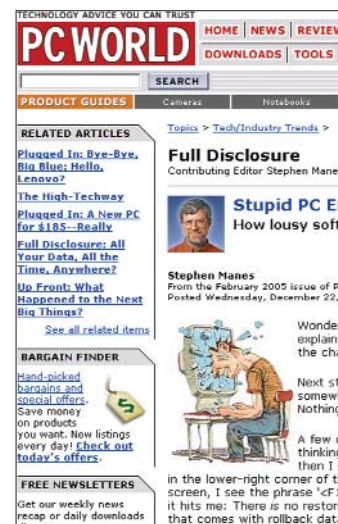 TECHNOLOGY ADVICE YOU CAN TRUST
PC WORLD
HOME NEWS
DOWNLOADS TOOLS
SEARCH
PRODUCT GUIDES Cameras Notebooks
RELATED ARTICLES
Plugged In: Bye-Bye,
Big Blue; Hello,
Lenovo?
The High-Techway
Plugged In: A New PC
for $185--Really
Full Disclosure: All
Your Data, All the
Time, Anywhere?
Up Front: What
Happened to the Next
Big Things?
See all related items
BARGAIN FINDER
Hand-picked
bargains and
special offers.
Save money
on products
you want. New listings
every day! Check out
today's offers.
FREE NEWSLETTERS
Get our weekly news
recap or daily downloads
Topics > Tech/Industry Trends >
Full Disclosure
Contributing Editor Stephen Mane
Stupid PC E
How lousy soft
Stephen Manes
From the February 2005 issue of P
Posted Wednesday, December 22,
Wonde
explain
the cha
Next st
somewh
Nothing
A few
thinking
then I
in the lower-right corner of t
screen, I see the phrase '<F
it hits me: There is no restor
that comes with rollback dat